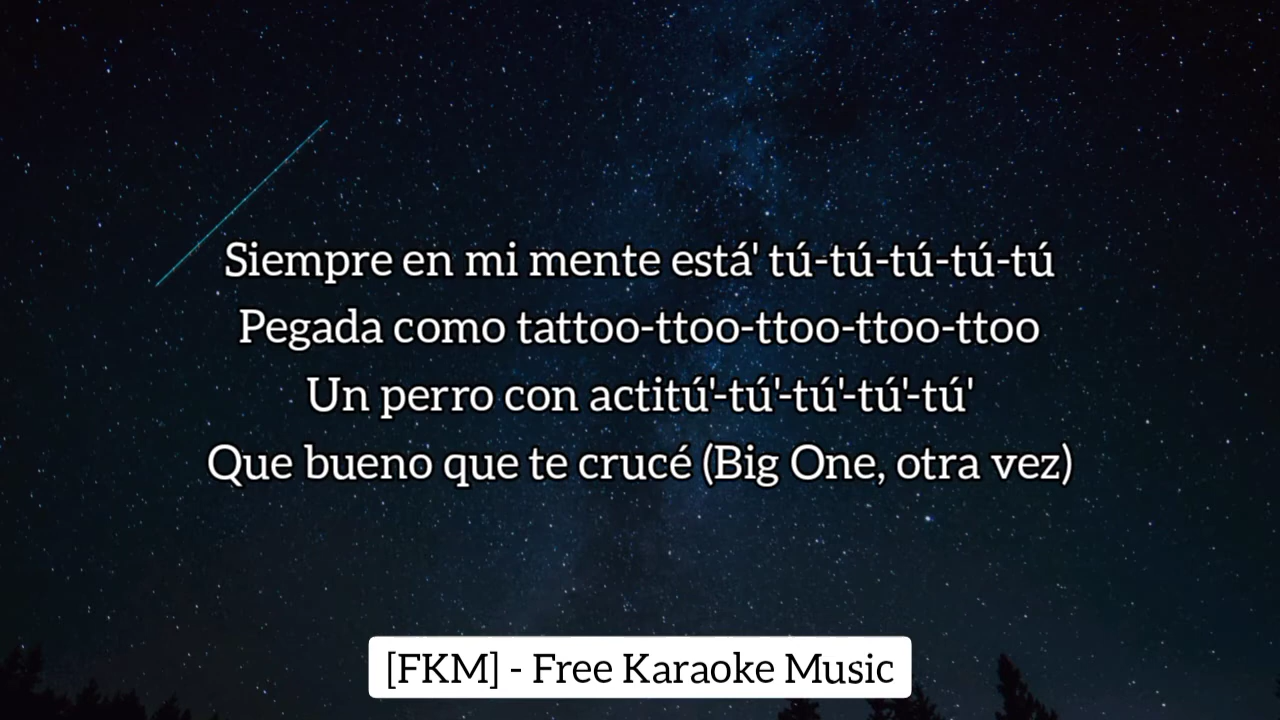 Siempre en mi mente está' tú-tú-tú-tú-tú
Pegada como tattoo-ttoo-ttoo-ttoo-ttoo
Un perro con actitú'-tú'-tú'-tú'-tú'
Que bueno que te crucé (Big One, otra vez)
[FKM] - Free Karaoke Music